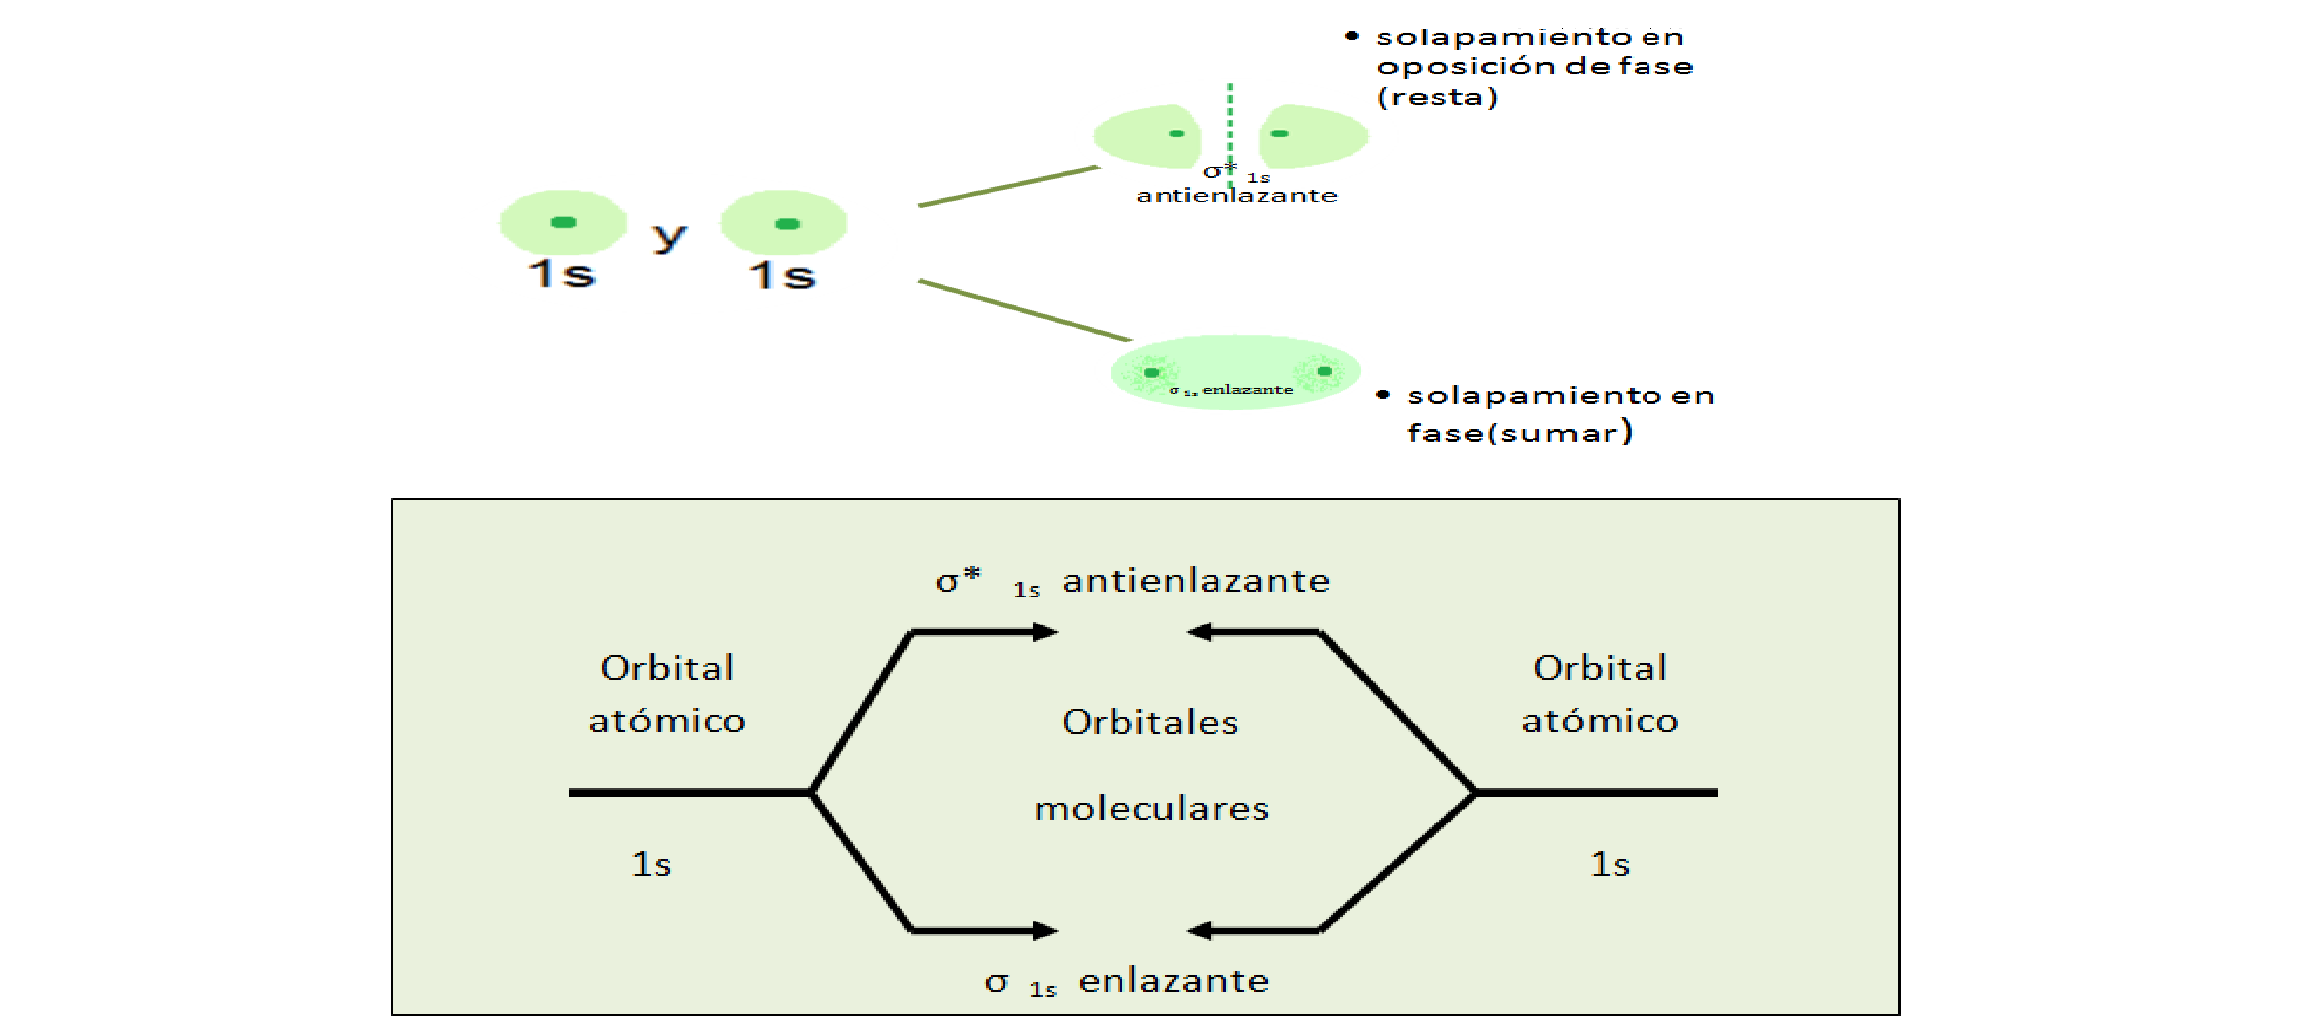 • solapamiento en
oposición de fase
(resta)
σ* 1s
antienlazante
1s y 1s
σ 1s enlazante
• solapamiento en
fase(sumar)
σ* 1s antienlazante
Orbital
atómico
Orbitales
moleculares
Orbital
atómico
1s
1s
σ 1s enlazante